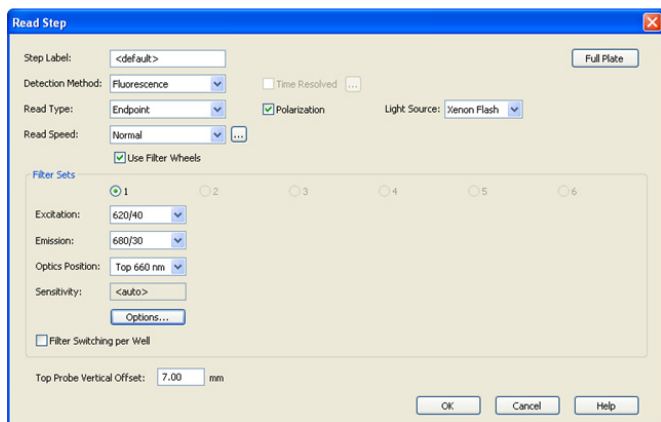 Read Step
Step Label: <default> Full Plate
Detection Method: Fluorescence Time Resolved ...
Read Type: Endpoint Polarization Light Source: Xenon Flash
Read Speed: Normal ...
Use Filter Wheels
Filter Sets
1 2 3 4 5 6
Excitation: 620/40
Emission: 680/30
Optics Position: Top 660 nm
Sensitivity: <auto>
Options...
Filter Switching per Well
Top Probe Vertical Offset: 7.00 mm
OK Cancel Help